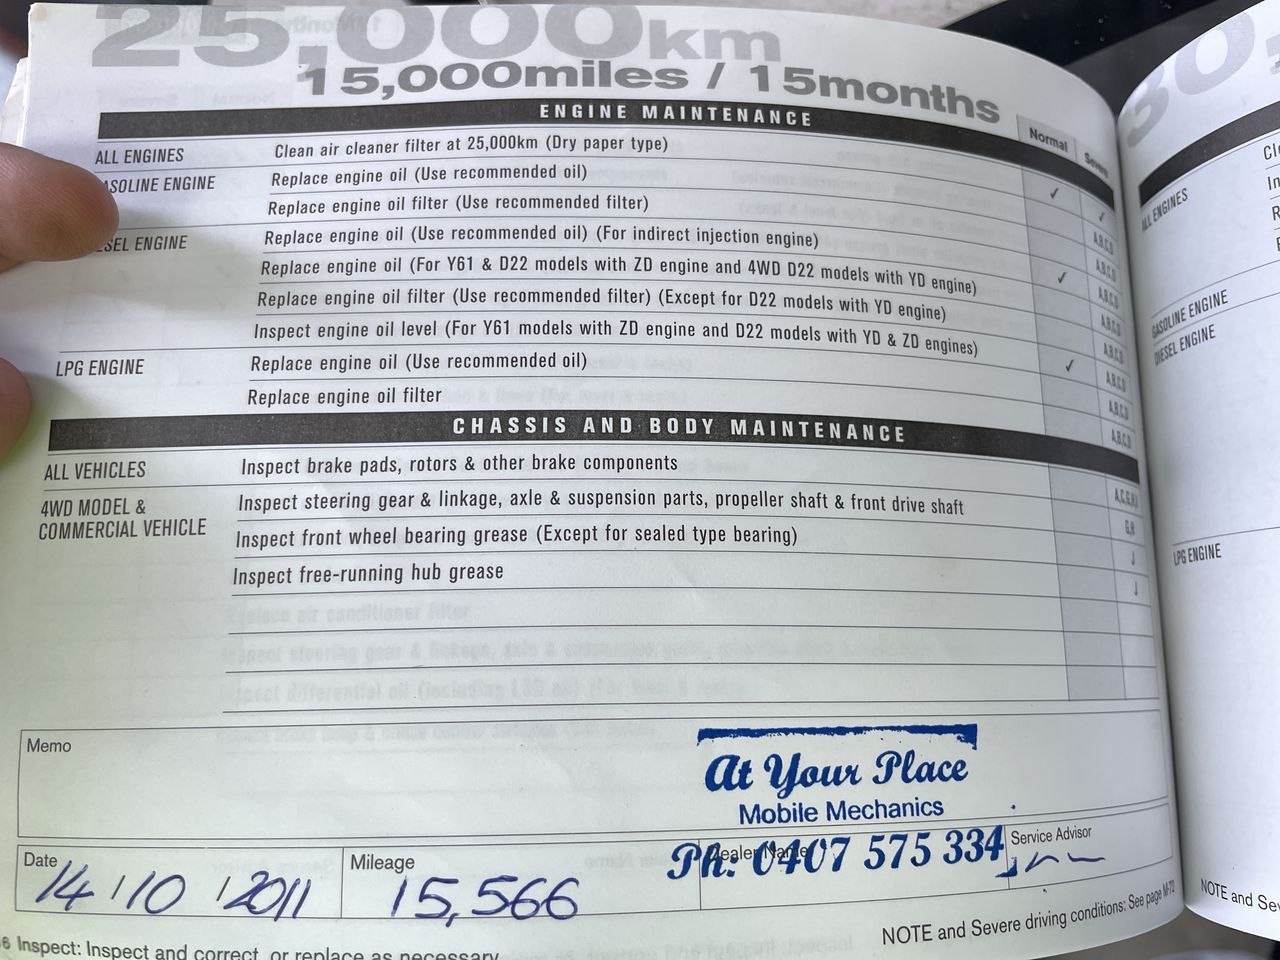 25,000km
15,000miles / 15months
ENGINE MAINTENANCE Normal Severe
ALL ENGINES Clean air cleaner filter at 25,000km (Dry paper type)
ASOLINE ENGINE Replace engine oil (Use recommended oil) ✓ ✓
Replace engine oil filter (Use recommended filter) A,B,C,D
SEL ENGINE Replace engine oil (Use recommended oil) (For indirect injection engine) A,B,C,D
Replace engine oil (For Y61 & D22 models with ZD engine and 4WD D22 models with YD engine) ✓ A,B,C,D
Replace engine oil filter (Use recommended filter) (Except for D22 models with YD engine) A,B,C,D
Inspect engine oil level (For Y61 models with ZD engine and D22 models with YD & ZD engines) A,B,C,D
LPG ENGINE Replace engine oil (Use recommended oil) ✓ A,B,C,D
Replace engine oil filter A,B,C,D
A,B,C,D
CHASSIS AND BODY MAINTENANCE
ALL VEHICLES Inspect brake pads, rotors & other brake components
4WD MODEL &
COMMERCIAL VEHICLE
Inspect steering gear & linkage, axle & suspension parts, propeller shaft & front drive shaft G,H
Inspect front wheel bearing grease (Except for sealed type bearing) J
Inspect free-running hub grease J
Memo
At Your Place
Mobile Mechanics
Ph: 0407 575 334
Date 14/10/2011
Mileage 15,566
Dealer Name
Service Advisor
6 Inspect: Inspect and correct, or replace as necessary
NOTE and Severe driving conditions: See page M-72
30
ALL ENGINES
GASOLINE ENGINE
DIESEL ENGINE
LPG ENGINE
NOTE and Sev